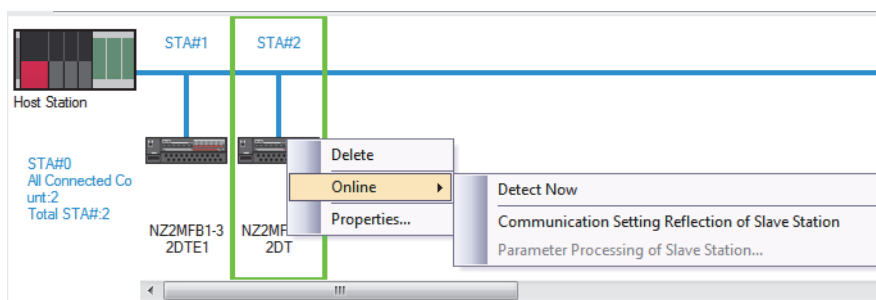 STA#1
STA#2
Host Station
STA#0
All Connected Co
unt:2
Total STA#:2
NZ2MFB1-3
2DTE1
NZ2MF
2DT
Delete
Online
Properties...
Detect Now
Communication Setting Reflection of Slave Station
Parameter Processing of Slave Station...